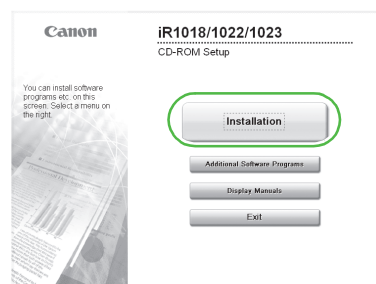 Canon
iR1018/1022/1023
CD-ROM Setup
You can install software
programs etc. on this
screen. Select a menu on
the right.
Installation
Additional Software Programs
Display Manuals
Exit